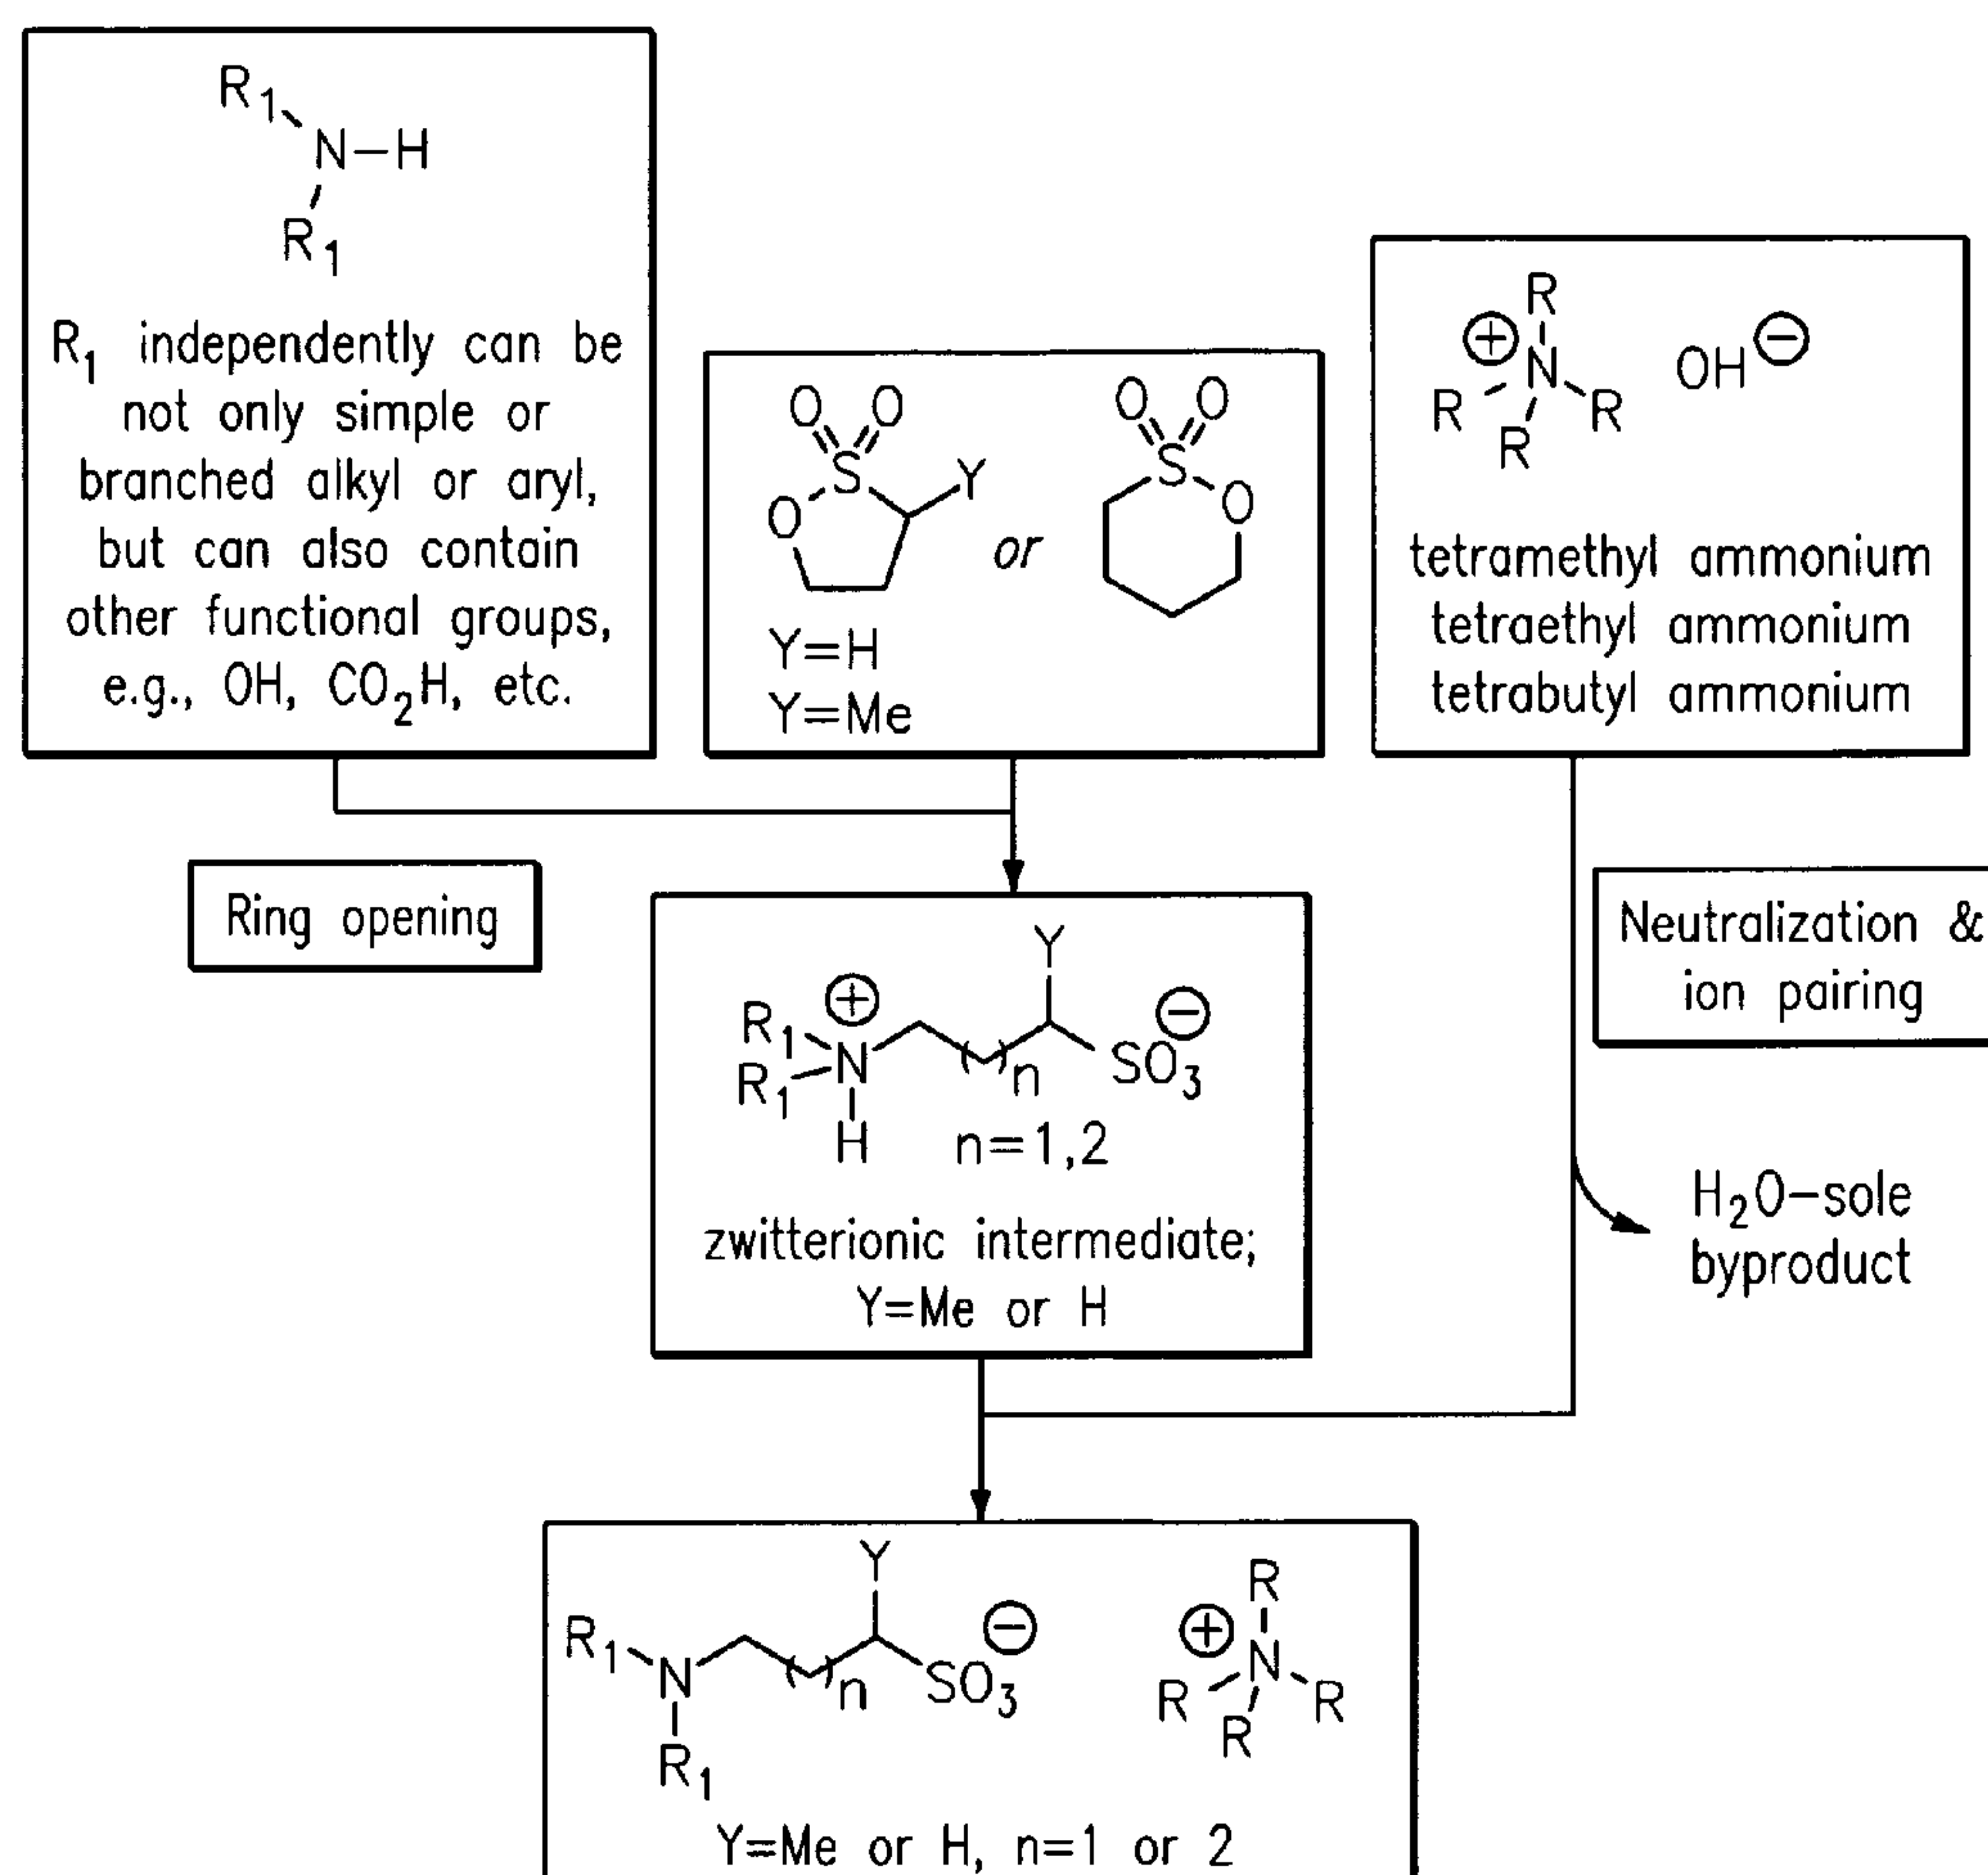 R1
N–H
R1
R1 independently can be
not only simple or
branched alkyl or aryl,
but can also contain
other functional groups,
e.g., OH, CO2H, etc.
O O
S
O
Y
Y=H
Y=Me
or
O O
S
O
⊕ R
N
R R
R
OH ⊖
tetramethyl ammonium
tetraethyl ammonium
tetrabutyl ammonium
Ring opening
Neutralization &
ion pairing
Y
⊕ ⊖
R1
R1 N ( )n SO3
H n=1,2
zwitterionic intermediate;
Y=Me or H
H2O–sole
byproduct
Y
R1 N ( )n SO3 ⊖
R1
⊕ R
N
R R
R
Y=Me or H, n=1 or 2